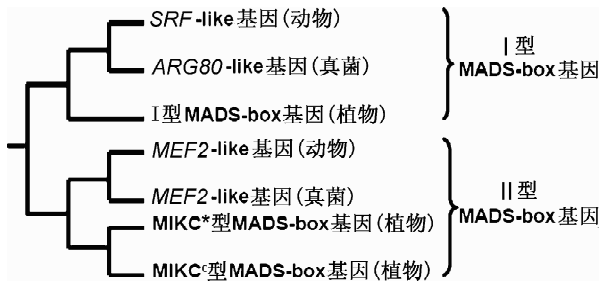 SRF-like基因(动物)
ARG80-like基因(真菌)
I型MADS-box基因(植物)
I型
MADS-box基因
MEF2-like基因(动物)
MEF2-like基因(真菌)
MIKC*型MADS-box基因(植物)
MIKCᶜ型MADS-box基因(植物)
II型
MADS-box基因